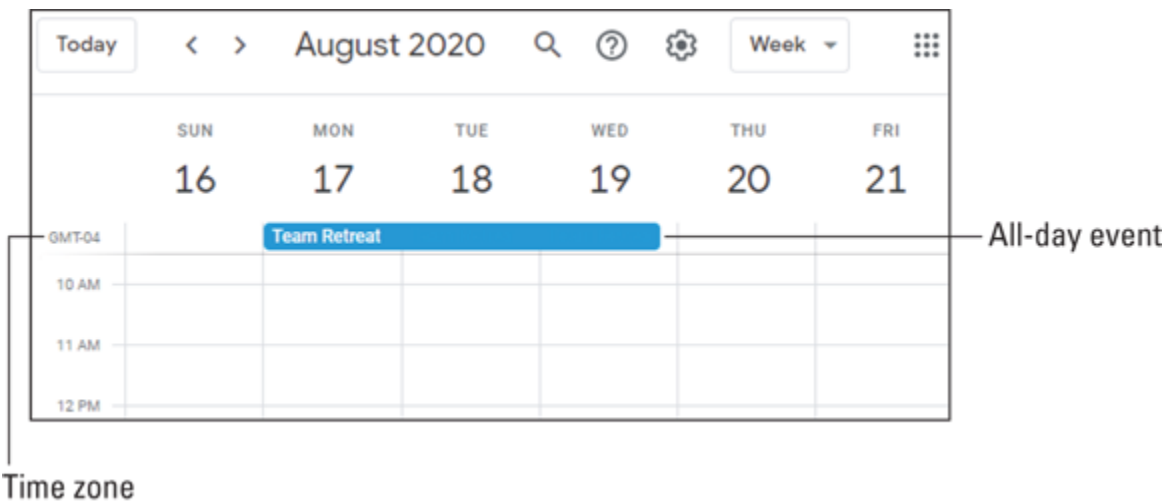 Today < > August 2020 Week
SUN MON TUE WED THU FRI
16 17 18 19 20 21
GMT-04 Team Retreat All-day event
10 AM
11 AM
12 PM
Time zone